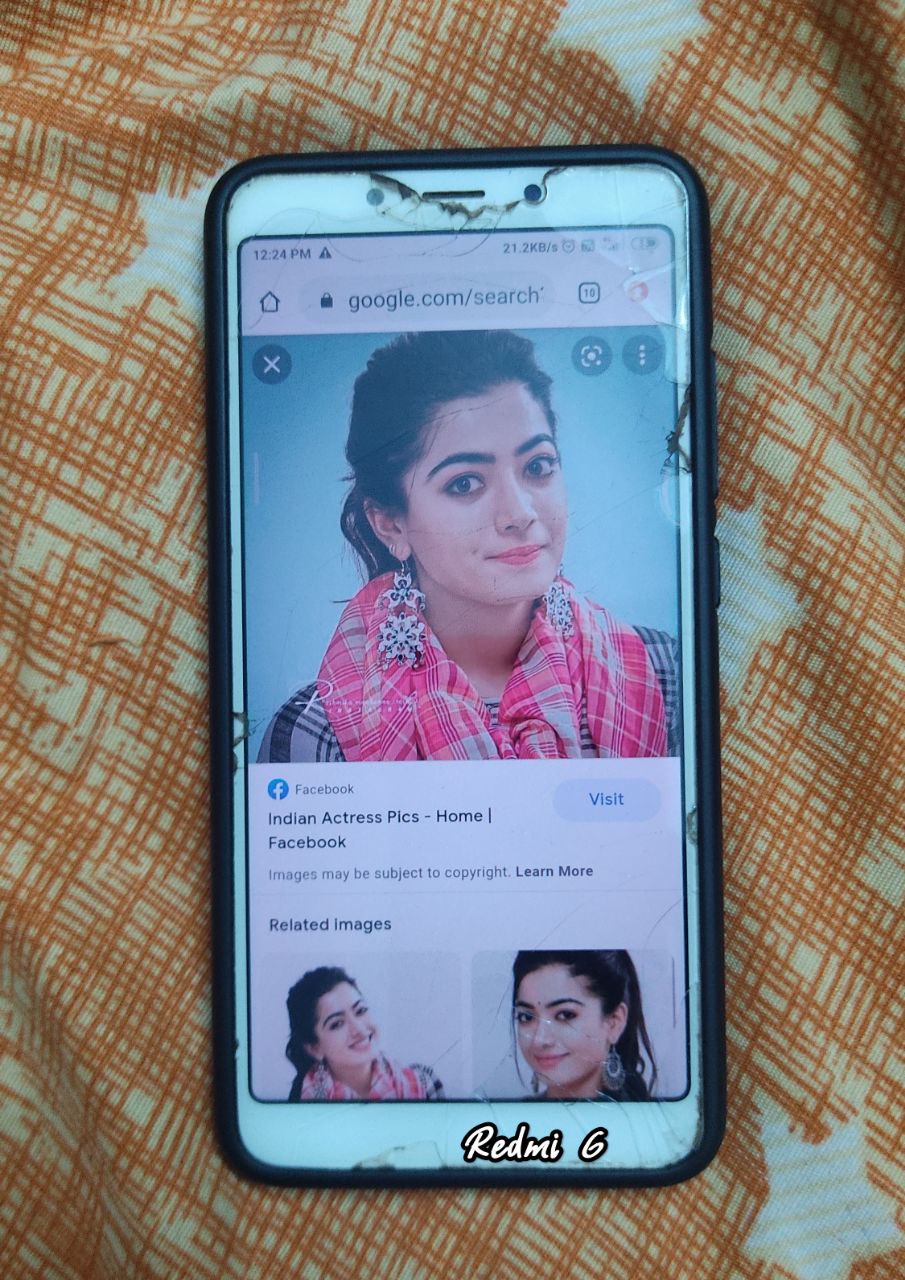 12:24 PM
21.2KB/s
google.com/search
10
Facebook
Visit
Indian Actress Pics - Home |
Facebook
Images may be subject to copyright. Learn More
Related images
Redmi 6